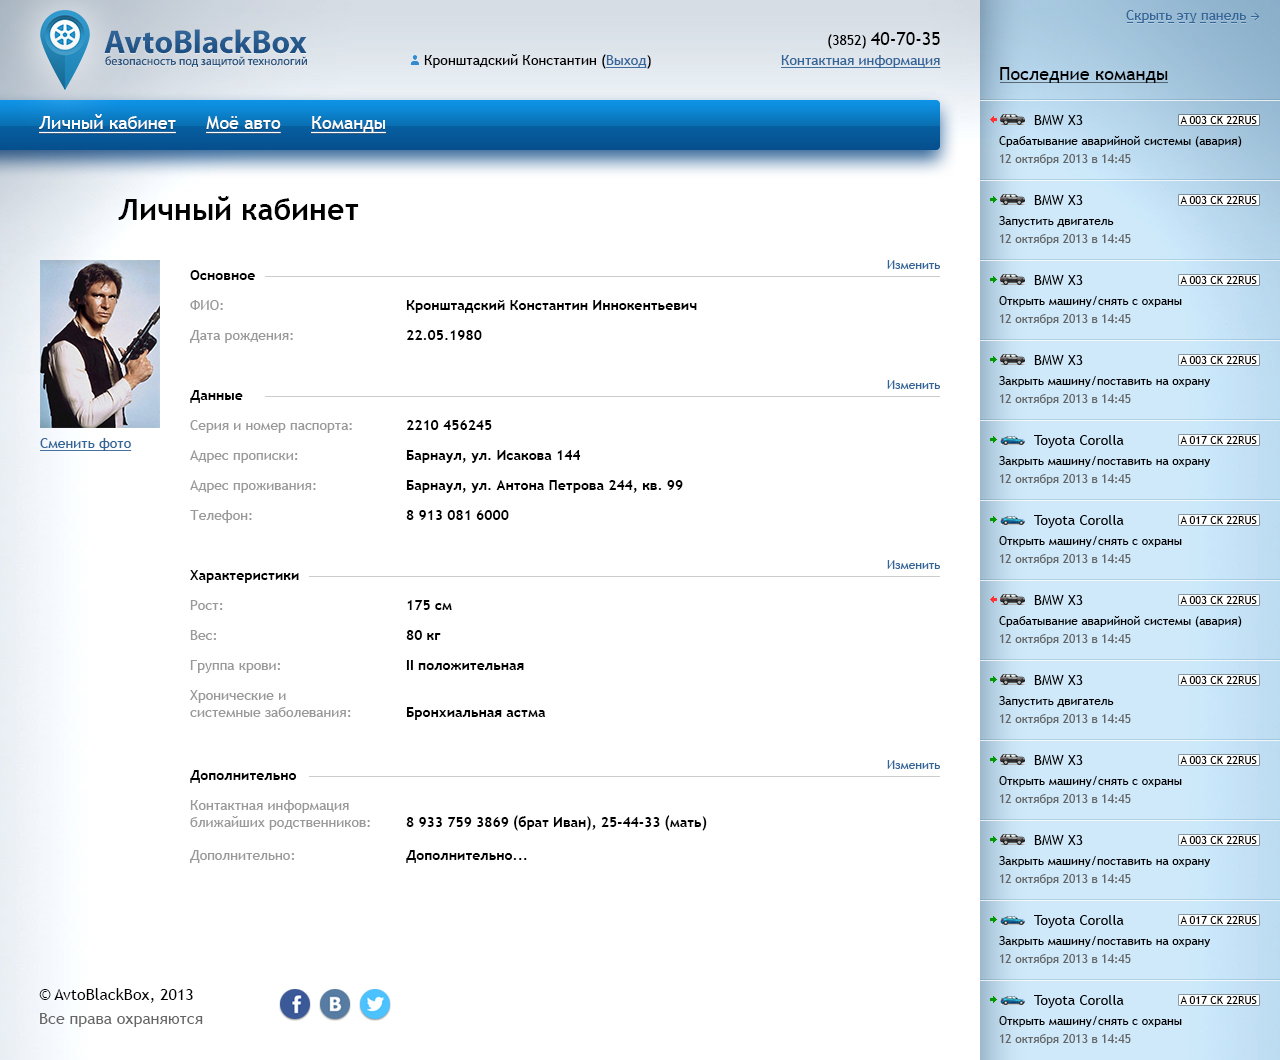 AvtoBlackBox
безопасность под защитой технологий
Кронштадский Константин (Выход)
(3852) 40-70-35
Контактная информация
Личный кабинет
Моё авто
Команды
Личный кабинет
Сменить фото
Основное
Изменить
ФИО: Кронштадский Константин Иннокентьевич
Дата рождения: 22.05.1980
Данные
Изменить
Серия и номер паспорта: 2210 456245
Адрес прописки: Барнаул, ул. Исакова 144
Адрес проживания: Барнаул, ул. Антона Петрова 244, кв. 99
Телефон: 8 913 081 6000
Характеристики
Изменить
Рост: 175 см
Вес: 80 кг
Группа крови: II положительная
Хронические и
системные заболевания: Бронхиальная астма
Дополнительно
Изменить
Контактная информация
ближайших родственников: 8 933 759 3869 (брат Иван), 25-44-33 (мать)
Дополнительно: Дополнительно...
© AvtoBlackBox, 2013
Все права охраняются
f
B
Скрыть эту панель →
Последние команды
BMW X3 A 003 CK 22RUS
Срабатывание аварийной системы (авария)
12 октября 2013 в 14:45
BMW X3 A 003 CK 22RUS
Запустить двигатель
12 октября 2013 в 14:45
BMW X3 A 003 CK 22RUS
Открыть машину/снять с охраны
12 октября 2013 в 14:45
BMW X3 A 003 CK 22RUS
Закрыть машину/поставить на охрану
12 октября 2013 в 14:45
Toyota Corolla A 017 CK 22RUS
Закрыть машину/поставить на охрану
12 октября 2013 в 14:45
Toyota Corolla A 017 CK 22RUS
Открыть машину/снять с охраны
12 октября 2013 в 14:45
BMW X3 A 003 CK 22RUS
Срабатывание аварийной системы (авария)
12 октября 2013 в 14:45
BMW X3 A 003 CK 22RUS
Запустить двигатель
12 октября 2013 в 14:45
BMW X3 A 003 CK 22RUS
Открыть машину/снять с охраны
12 октября 2013 в 14:45
BMW X3 A 003 CK 22RUS
Закрыть машину/поставить на охрану
12 октября 2013 в 14:45
Toyota Corolla A 017 CK 22RUS
Закрыть машину/поставить на охрану
12 октября 2013 в 14:45
Toyota Corolla A 017 CK 22RUS
Открыть машину/снять с охраны
12 октября 2013 в 14:45